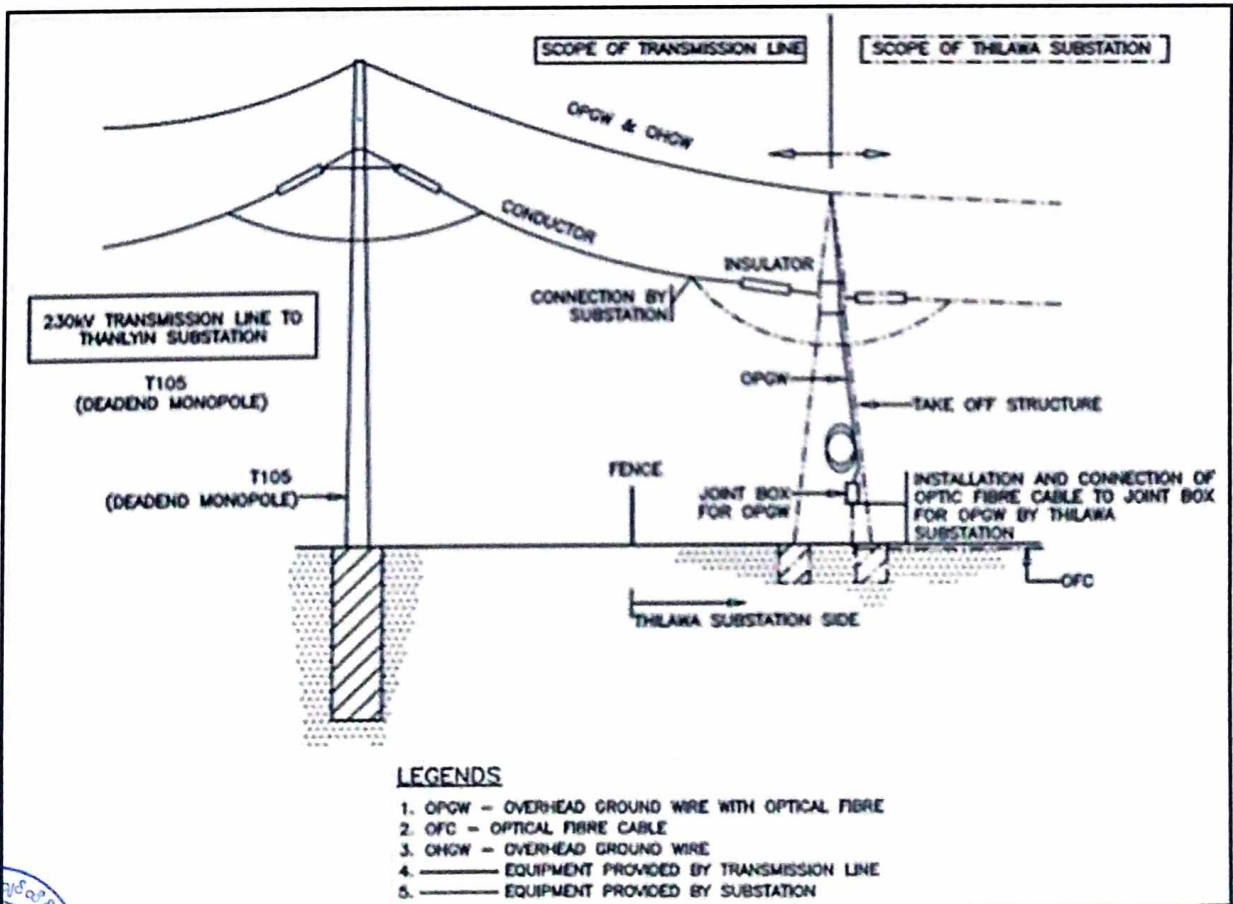 SCOPE OF TRANSMISSION LINE
SCOPE OF THILAWA SUBSTATION
OPGW & OHGW
CONDUCTOR
INSULATOR
CONNECTION BY
SUBSTATION
230kV TRANSMISSION LINE TO
THANLYIN SUBSTATION
T105
(DEADEND MONOPOLE)
OPGW
TAKE OFF STRUCTURE
T105
(DEADEND MONOPOLE)
FENCE
JOINT BOX
FOR OPGW
INSTALLATION AND CONNECTION OF
OPTIC FIBRE CABLE TO JOINT BOX
FOR OPGW BY THILAWA
SUBSTATION
OFC
THILAWA SUBSTATION SIDE
LEGENDS
1. OPGW – OVERHEAD GROUND WIRE WITH OPTICAL FIBRE
2. OFC – OPTICAL FIBRE CABLE
3. OHGW – OVERHEAD GROUND WIRE
4. ——— EQUIPMENT PROVIDED BY TRANSMISSION LINE
5. ——— EQUIPMENT PROVIDED BY SUBSTATION